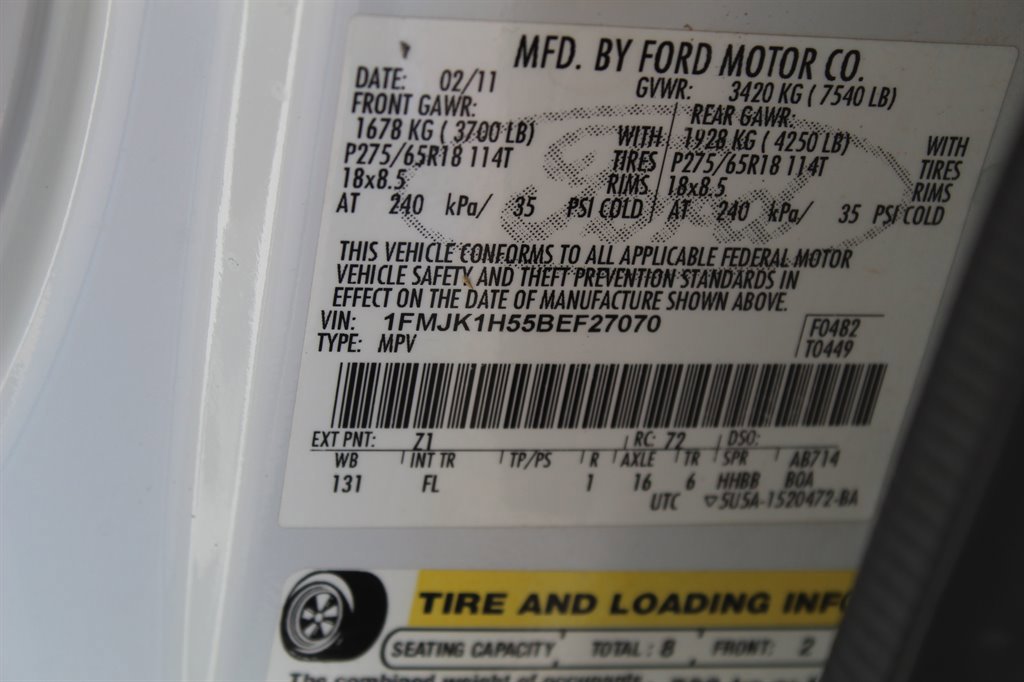 MFD. BY FORD MOTOR CO.
DATE: 02/11 GVWR: 3420 KG ( 7540 LB)
FRONT GAWR: REAR GAWR:
1678 KG ( 3700 LB) WITH 1928 KG ( 4250 LB) WITH
P275/65R18 114T TIRES P275/65R18 114T TIRES
18x8.5 RIMS 18x8.5 RIMS
AT 240 kPa/ 35 PSI COLD AT 240 kPa/ 35 PSI COLD
THIS VEHICLE CONFORMS TO ALL APPLICABLE FEDERAL MOTOR
VEHICLE SAFETY AND THEFT PREVENTION STANDARDS IN
EFFECT ON THE DATE OF MANUFACTURE SHOWN ABOVE.
VIN: 1FMJK1H55BEF27070 F0482
TYPE: MPV T0449
EXT PNT: Z1 RC: 72 DSO:
WB INT TR TP/PS R AXLE TR SPR AB714
131 FL 1 16 6 HHBB BOA
UTC 5U5A-1520472-BA
TIRE AND LOADING INFO
SEATING CAPACITY TOTAL : 8 FRONT: 2
The combined weight of occupants